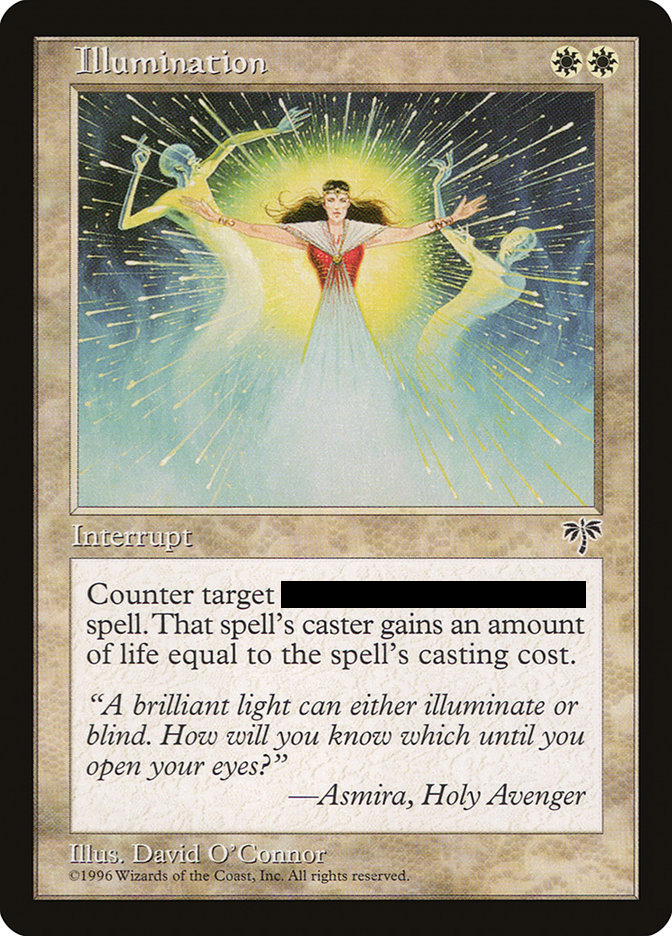 Illumination
Interrupt
Counter target
spell. That spell's caster gains an amount
of life equal to the spell's casting cost.
“A brilliant light can either illuminate or
blind. How will you know which until you
open your eyes?”
—Asmira, Holy Avenger
Illus. David O'Connor
©1996 Wizards of the Coast, Inc. All rights reserved.